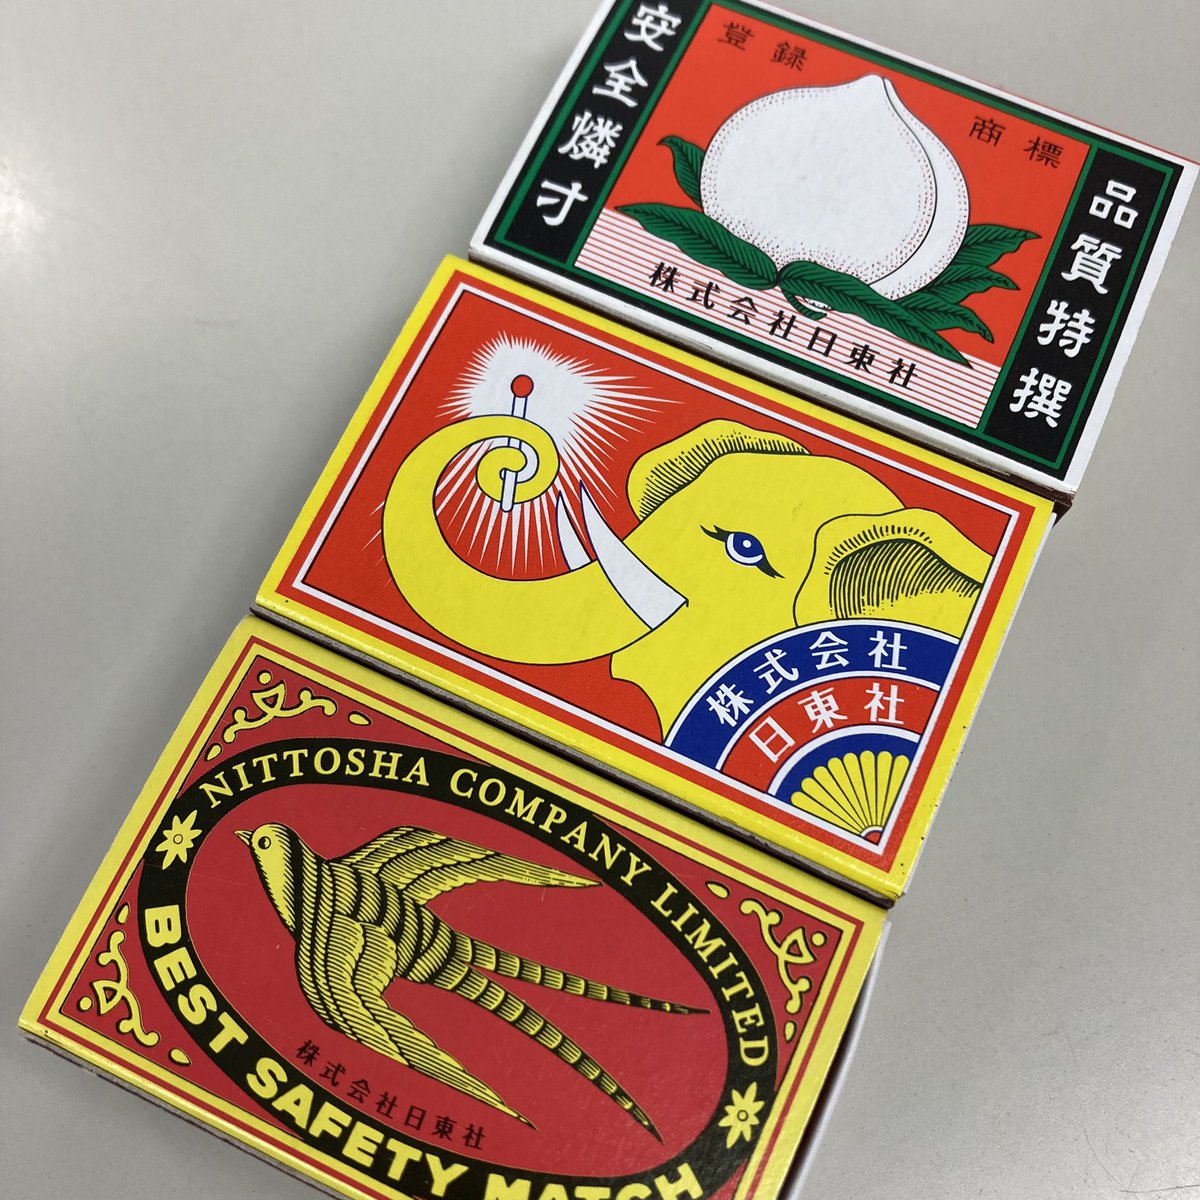 安全燐寸
登録
商標
品質特撰
株式会社日東社
株式会社
日東社
NITTOSHA COMPANY LIMITED
株式会社日東社
BEST SAFETY MATCH